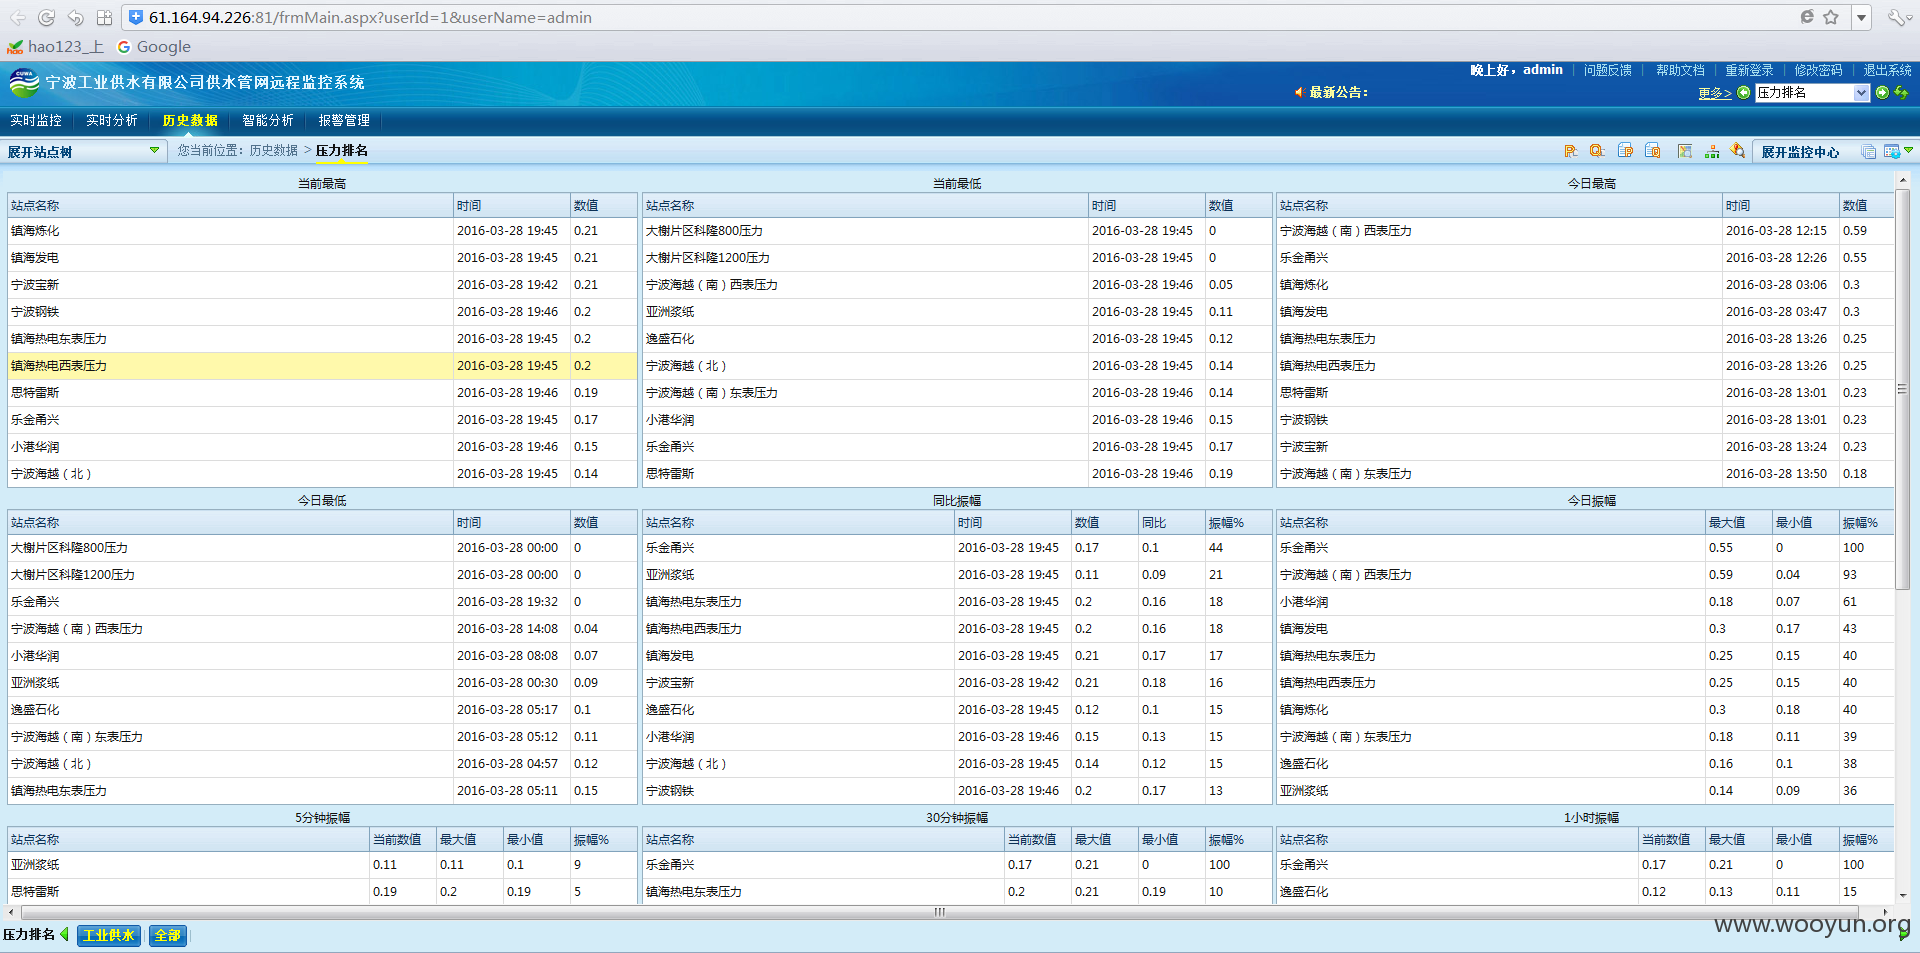 61.164.94.226:81/frmMain.aspx?userId=1&userName=admin
hao123_上 Google
宁波工业供水有限公司供水管网远程监控系统
晚上好，admin 问题反馈 帮助文档 重新登录 修改密码 退出系统
最新公告： 更多> 压力排名
实时监控 实时分析 历史数据 智能分析 报警管理
展开站点树 您当前位置：历史数据 > 压力排名 展开监控中心
当前最高
站点名称 时间 数值
镇海炼化 2016-03-28 19:45 0.21
镇海发电 2016-03-28 19:45 0.21
宁波宝新 2016-03-28 19:42 0.21
宁波钢铁 2016-03-28 19:46 0.2
镇海热电东表压力 2016-03-28 19:45 0.2
镇海热电西表压力 2016-03-28 19:45 0.2
思特雷斯 2016-03-28 19:46 0.19
乐金甬兴 2016-03-28 19:45 0.17
小港华润 2016-03-28 19:46 0.15
宁波海越（北） 2016-03-28 19:45 0.14
当前最低
站点名称 时间 数值
大榭片区科隆800压力 2016-03-28 19:45 0
大榭片区科隆1200压力 2016-03-28 19:45 0
宁波海越（南）西表压力 2016-03-28 19:46 0.05
亚洲浆纸 2016-03-28 19:45 0.11
逸盛石化 2016-03-28 19:45 0.12
宁波海越（北） 2016-03-28 19:45 0.14
宁波海越（南）东表压力 2016-03-28 19:46 0.14
小港华润 2016-03-28 19:46 0.15
乐金甬兴 2016-03-28 19:45 0.17
思特雷斯 2016-03-28 19:46 0.19
今日最高
站点名称 时间 数值
宁波海越（南）西表压力 2016-03-28 12:15 0.59
乐金甬兴 2016-03-28 12:26 0.55
镇海炼化 2016-03-28 03:06 0.3
镇海发电 2016-03-28 03:47 0.3
镇海热电东表压力 2016-03-28 13:26 0.25
镇海热电西表压力 2016-03-28 13:26 0.25
思特雷斯 2016-03-28 13:01 0.23
宁波钢铁 2016-03-28 13:01 0.23
宁波宝新 2016-03-28 13:24 0.23
宁波海越（南）东表压力 2016-03-28 13:50 0.18
今日最低
站点名称 时间 数值
大榭片区科隆800压力 2016-03-28 00:00 0
大榭片区科隆1200压力 2016-03-28 00:00 0
乐金甬兴 2016-03-28 19:32 0
宁波海越（南）西表压力 2016-03-28 14:08 0.04
小港华润 2016-03-28 08:08 0.07
亚洲浆纸 2016-03-28 00:30 0.09
逸盛石化 2016-03-28 05:17 0.1
宁波海越（南）东表压力 2016-03-28 05:12 0.11
宁波海越（北） 2016-03-28 04:57 0.12
镇海热电东表压力 2016-03-28 05:11 0.15
同比振幅
站点名称 时间 数值 同比 振幅%
乐金甬兴 2016-03-28 19:45 0.17 0.1 44
亚洲浆纸 2016-03-28 19:45 0.11 0.09 21
镇海热电东表压力 2016-03-28 19:45 0.2 0.16 18
镇海热电西表压力 2016-03-28 19:45 0.2 0.16 18
镇海发电 2016-03-28 19:45 0.21 0.17 17
宁波宝新 2016-03-28 19:42 0.21 0.18 16
逸盛石化 2016-03-28 19:45 0.12 0.1 15
小港华润 2016-03-28 19:46 0.15 0.13 15
宁波海越（北） 2016-03-28 19:45 0.14 0.12 15
宁波钢铁 2016-03-28 19:46 0.2 0.17 13
今日振幅
站点名称 最大值 最小值 振幅%
乐金甬兴 0.55 0 100
宁波海越（南）西表压力 0.59 0.04 93
小港华润 0.18 0.07 61
镇海发电 0.3 0.17 43
镇海热电东表压力 0.25 0.15 40
镇海热电西表压力 0.25 0.15 40
镇海炼化 0.3 0.18 40
宁波海越（南）东表压力 0.18 0.11 39
逸盛石化 0.16 0.1 38
亚洲浆纸 0.14 0.09 36
5分钟振幅
站点名称 当前数值 最大值 最小值 振幅%
亚洲浆纸 0.11 0.11 0.1 9
思特雷斯 0.19 0.2 0.19 5
30分钟振幅
站点名称 当前数值 最大值 最小值 振幅%
乐金甬兴 0.17 0.21 0 100
镇海热电东表压力 0.2 0.21 0.19 10
1小时振幅
站点名称 当前数值 最大值 最小值 振幅%
乐金甬兴 0.17 0.21 0 100
逸盛石化 0.12 0.13 0.11 15
压力排名 工业供水 全部
www.wooyun.org